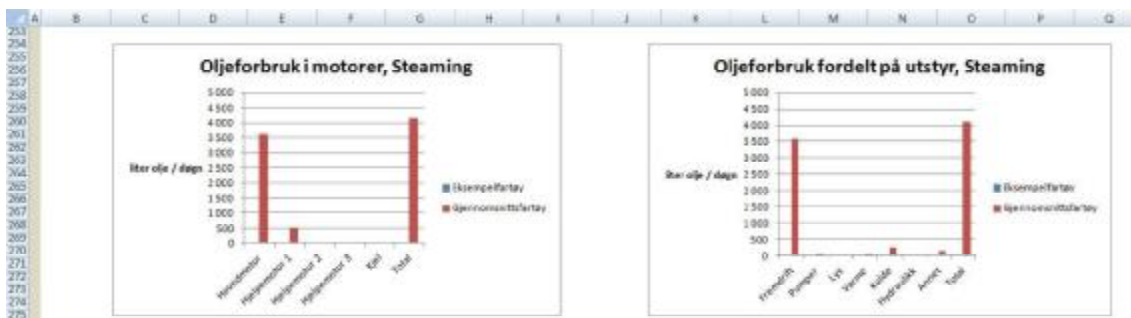 A B C D E F G H I J K L M N O P Q
253
254
255
256
257
258
259
260
261
262
263
264
265
266
267
268
269
270
271
272
273
274
275
Oljeforbruk i motorer, Steaming
5 000
4 500
4 000
3 500
3 000
2 500
2 000
1 500
1 000
500
0
liter olje / døgn
Hovedmotor
Hjelpemotor 1
Hjelpemotor 2
Hjelpemotor 3
Kjel
Total
Eksempelfartøy
Gjennomsnittsfartøy
Oljeforbruk fordelt på utstyr, Steaming
5 000
4 500
4 000
3 500
3 000
2 500
2 000
1 500
1 000
500
0
liter olje / døgn
Fremdrift
Pumper
Lys
Varme
Kulde
Hydraulikk
Annet
Total
Eksempelfartøy
Gjennomsnittsfartøy